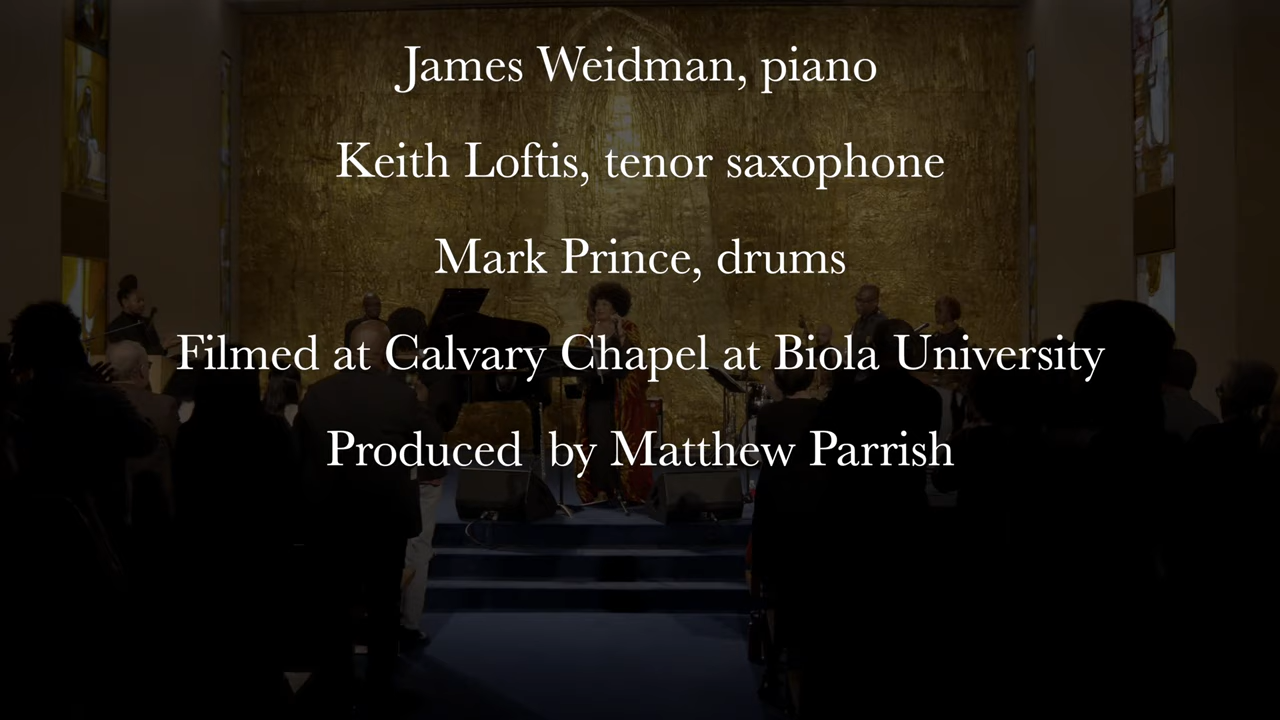 James Weidman, piano
Keith Loftis, tenor saxophone
Mark Prince, drums
Filmed at Calvary Chapel at Biola University
Produced  by Matthew Parrish